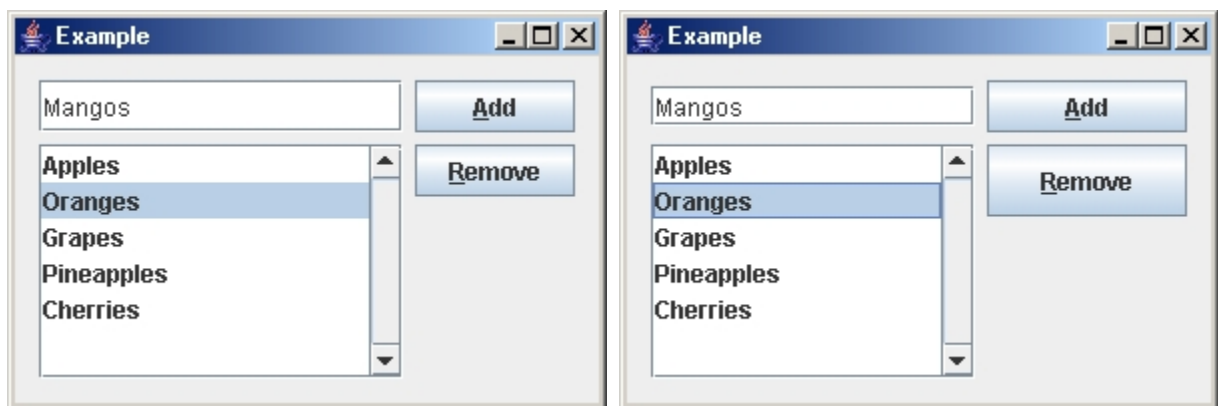 Example
Mangos
Add
Apples
Remove
Oranges
Grapes
Pineapples
Cherries
Example
Mangos
Add
Apples
Remove
Oranges
Grapes
Pineapples
Cherries